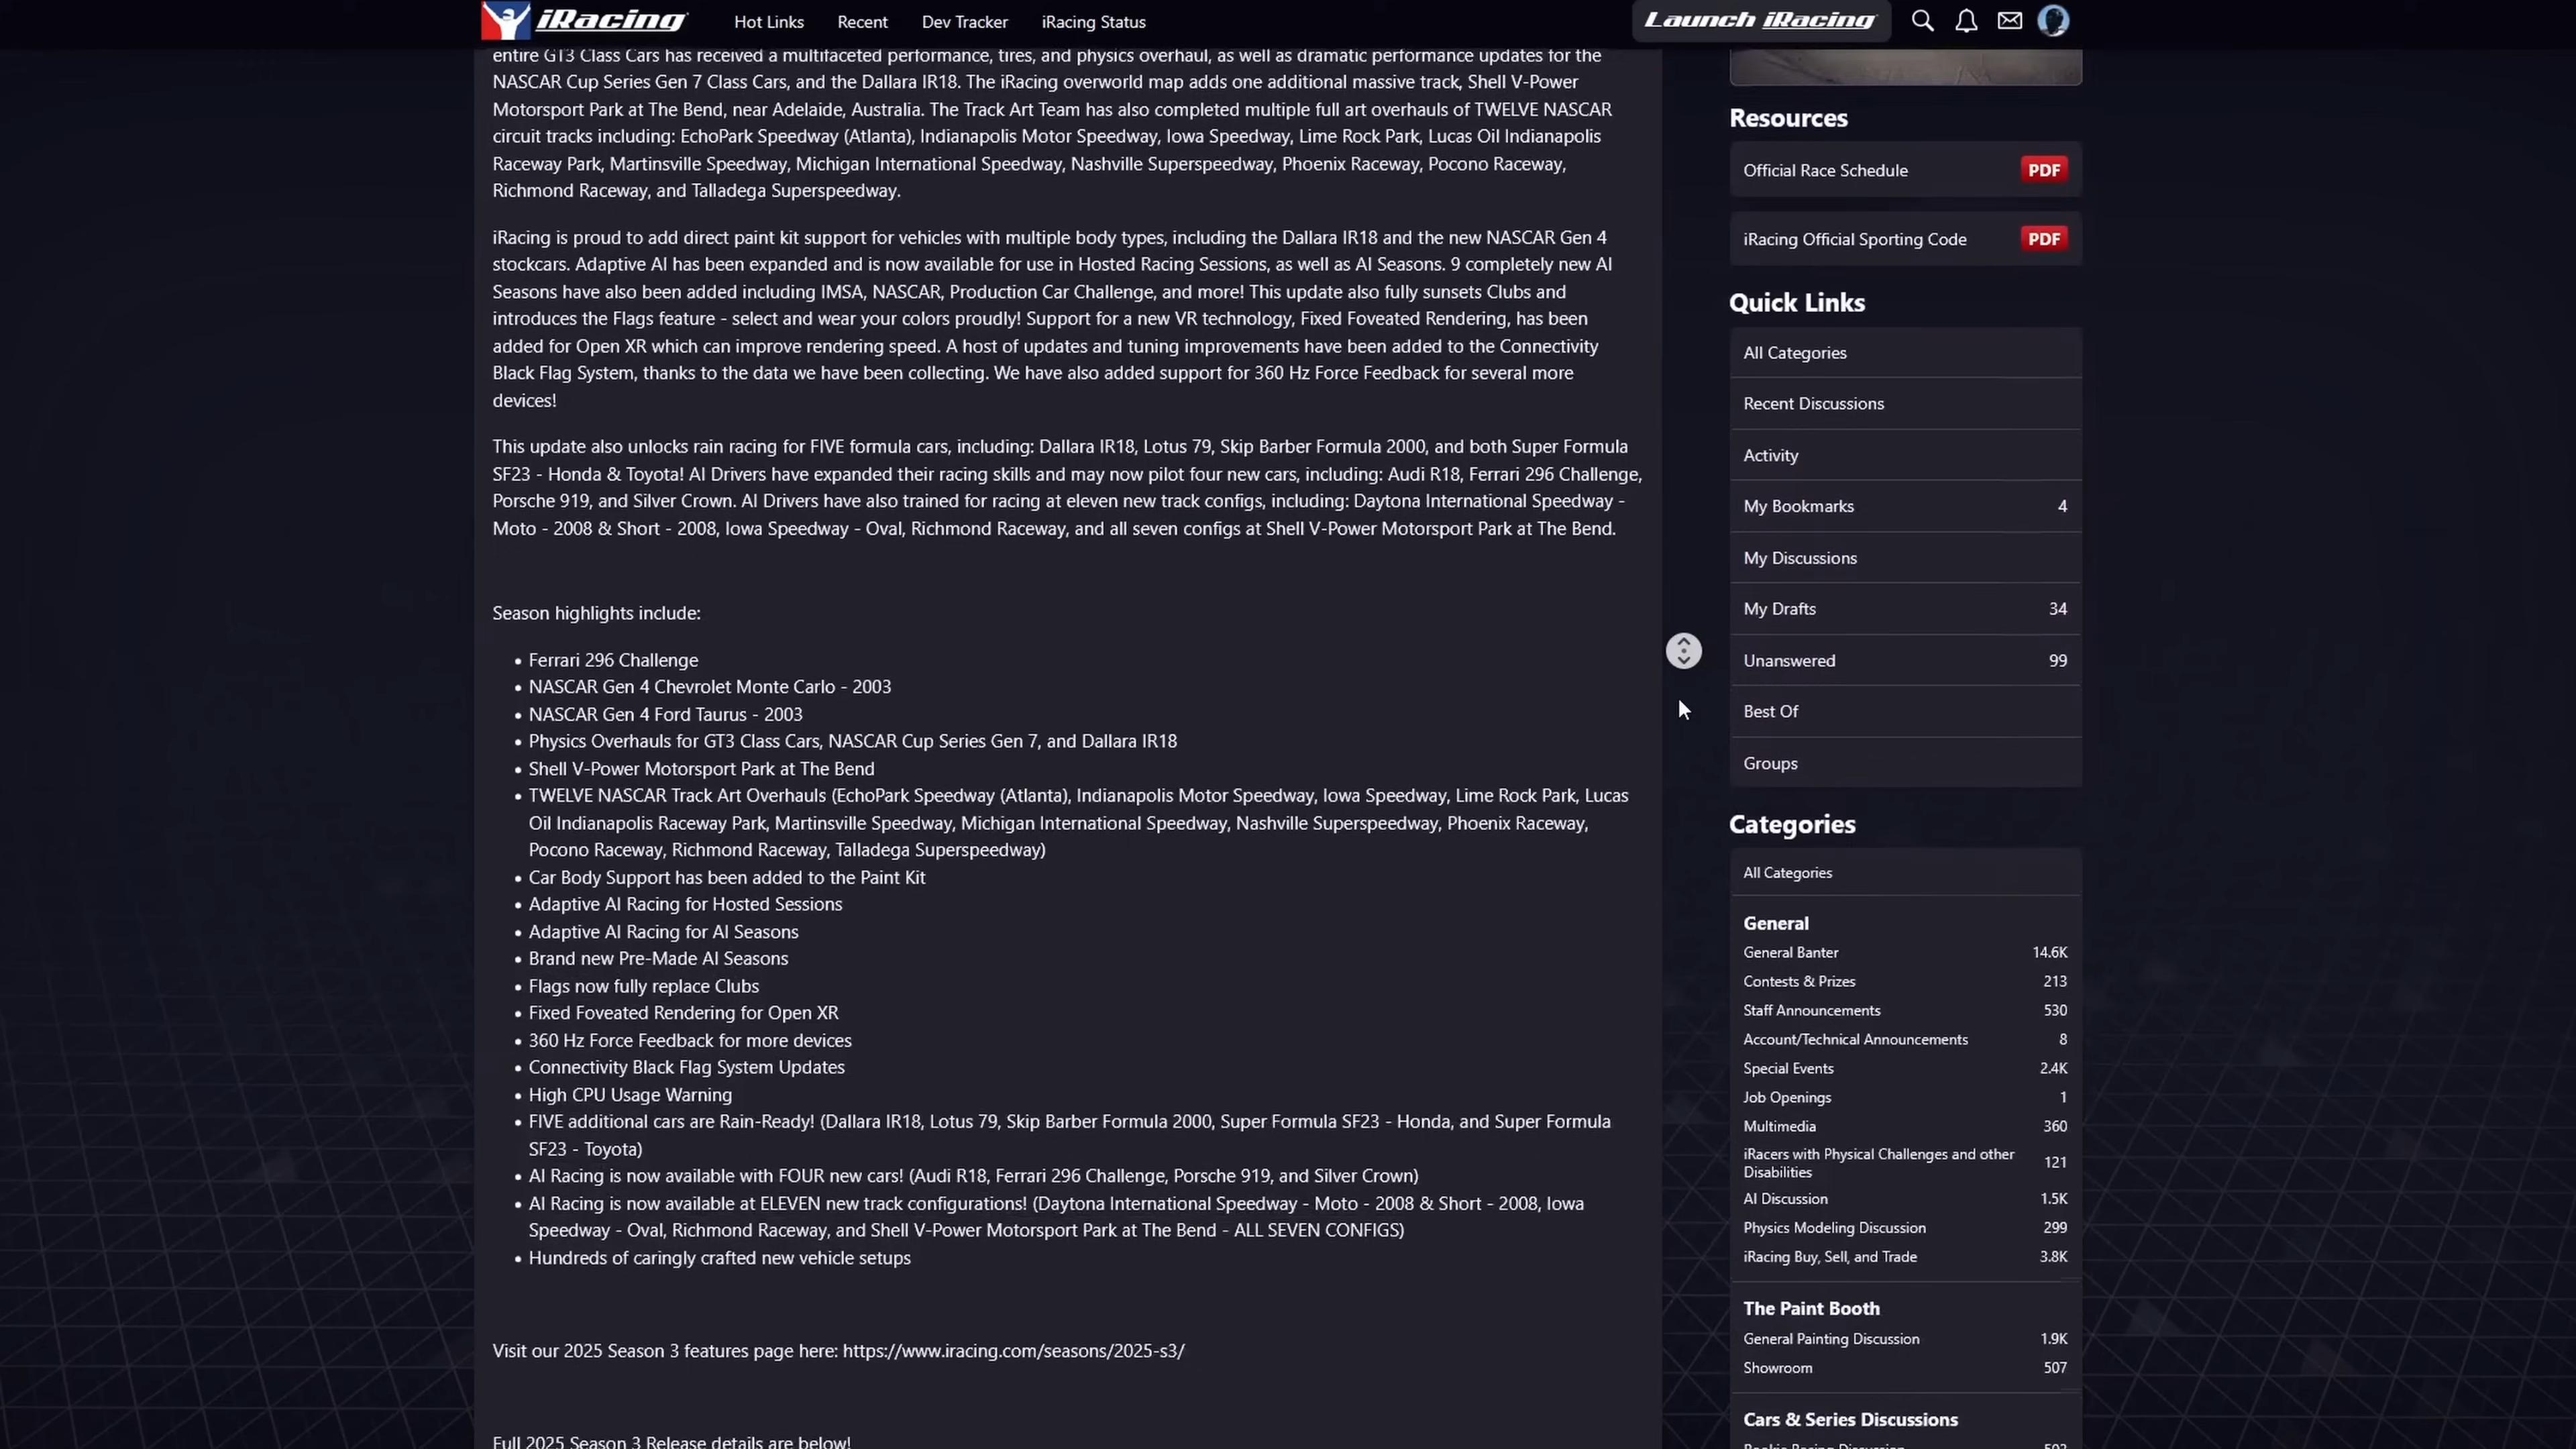 iRacing
Hot Links
Recent
Dev Tracker
iRacing Status
Launch iRacing
entire GT3 Class Cars has received a multifaceted performance, tires, and physics overhaul, as well as dramatic performance updates for the
NASCAR Cup Series Gen 7 Class Cars, and the Dallara IR18. The iRacing overworld map adds one additional massive track, Shell V-Power
Motorsport Park at The Bend, near Adelaide, Australia. The Track Art Team has also completed multiple full art overhauls of TWELVE NASCAR
circuit tracks including: EchoPark Speedway (Atlanta), Indianapolis Motor Speedway, Iowa Speedway, Lime Rock Park, Lucas Oil Indianapolis
Raceway Park, Martinsville Speedway, Michigan International Speedway, Nashville Superspeedway, Phoenix Raceway, Pocono Raceway,
Richmond Raceway, and Talladega Superspeedway.
iRacing is proud to add direct paint kit support for vehicles with multiple body types, including the Dallara IR18 and the new NASCAR Gen 4
stockcars. Adaptive AI has been expanded and is now available for use in Hosted Racing Sessions, as well as AI Seasons. 9 completely new AI
Seasons have also been added including IMSA, NASCAR, Production Car Challenge, and more! This update also fully sunsets Clubs and
introduces the Flags feature - select and wear your colors proudly! Support for a new VR technology, Fixed Foveated Rendering, has been
added for Open XR which can improve rendering speed. A host of updates and tuning improvements have been added to the Connectivity
Black Flag System, thanks to the data we have been collecting. We have also added support for 360 Hz Force Feedback for several more
devices!
This update also unlocks rain racing for FIVE formula cars, including: Dallara IR18, Lotus 79, Skip Barber Formula 2000, and both Super Formula
SF23 - Honda & Toyota! AI Drivers have expanded their racing skills and may now pilot four new cars, including: Audi R18, Ferrari 296 Challenge,
Porsche 919, and Silver Crown. AI Drivers have also trained for racing at eleven new track configs, including: Daytona International Speedway -
Moto - 2008 & Short - 2008, Iowa Speedway - Oval, Richmond Raceway, and all seven configs at Shell V-Power Motorsport Park at The Bend.
Season highlights include:
• Ferrari 296 Challenge
• NASCAR Gen 4 Chevrolet Monte Carlo - 2003
• NASCAR Gen 4 Ford Taurus - 2003
• Physics Overhauls for GT3 Class Cars, NASCAR Cup Series Gen 7, and Dallara IR18
• Shell V-Power Motorsport Park at The Bend
• TWELVE NASCAR Track Art Overhauls (EchoPark Speedway (Atlanta), Indianapolis Motor Speedway, Iowa Speedway, Lime Rock Park, Lucas
Oil Indianapolis Raceway Park, Martinsville Speedway, Michigan International Speedway, Nashville Superspeedway, Phoenix Raceway,
Pocono Raceway, Richmond Raceway, Talladega Superspeedway)
• Car Body Support has been added to the Paint Kit
• Adaptive AI Racing for Hosted Sessions
• Adaptive AI Racing for AI Seasons
• Brand new Pre-Made AI Seasons
• Flags now fully replace Clubs
• Fixed Foveated Rendering for Open XR
• 360 Hz Force Feedback for more devices
• Connectivity Black Flag System Updates
• High CPU Usage Warning
• FIVE additional cars are Rain-Ready! (Dallara IR18, Lotus 79, Skip Barber Formula 2000, Super Formula SF23 - Honda, and Super Formula
SF23 - Toyota)
• AI Racing is now available with FOUR new cars! (Audi R18, Ferrari 296 Challenge, Porsche 919, and Silver Crown)
• AI Racing is now available at ELEVEN new track configurations! (Daytona International Speedway - Moto - 2008 & Short - 2008, Iowa
Speedway - Oval, Richmond Raceway, and Shell V-Power Motorsport Park at The Bend - ALL SEVEN CONFIGS)
• Hundreds of caringly crafted new vehicle setups
Visit our 2025 Season 3 features page here: https://www.iracing.com/seasons/2025-s3/
Full 2025 Season 3 Release details are below!
Resources
Official Race Schedule PDF
iRacing Official Sporting Code PDF
Quick Links
All Categories
Recent Discussions
Activity
My Bookmarks 4
My Discussions
My Drafts 34
Unanswered 99
Best Of
Groups
Categories
All Categories
General
General Banter 14.6K
Contests & Prizes 213
Staff Announcements 530
Account/Technical Announcements 8
Special Events 2.4K
Job Openings 1
Multimedia 360
iRacers with Physical Challenges and other
Disabilities 121
AI Discussion 1.5K
Physics Modeling Discussion 299
iRacing Buy, Sell, and Trade 3.8K
The Paint Booth
General Painting Discussion 1.9K
Showroom 507
Cars & Series Discussions